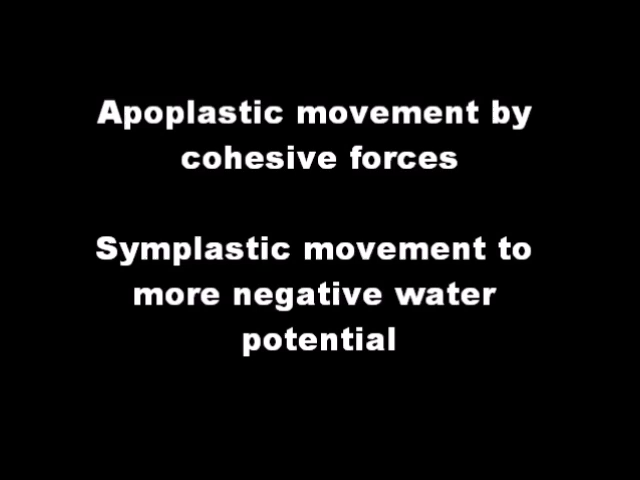 Apoplastic movement by
cohesive forces
Symplastic movement to
more negative water
potential